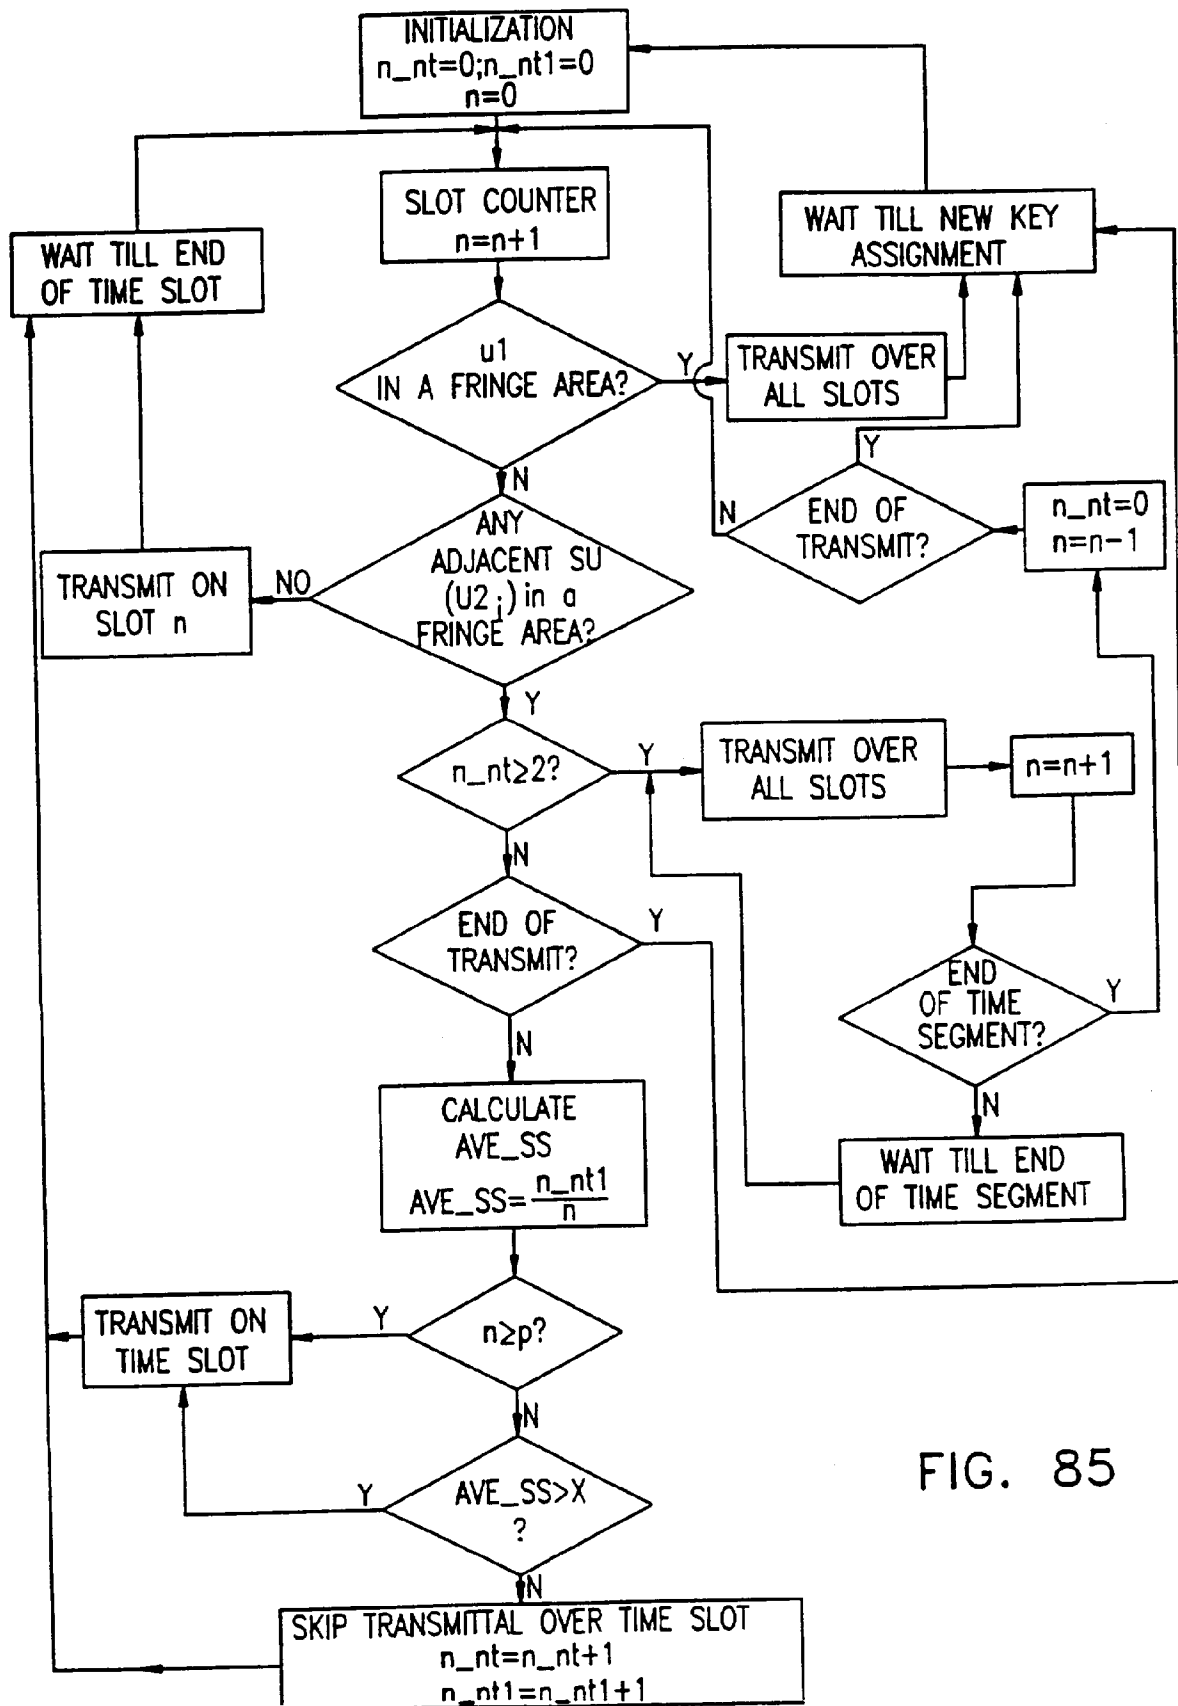 INITIALIZATION
n_nt=0;n_nt1=0
n=0
SLOT COUNTER
n=n+1
WAIT TILL NEW KEY
ASSIGNMENT
WAIT TILL END
OF TIME SLOT
u1
IN A FRINGE AREA?
Y
TRANSMIT OVER
ALL SLOTS
N
Y
END OF
TRANSMIT?
N
n_nt=0
n=n-1
ANY
ADJACENT SU
(U2 j) in a
FRINGE AREA?
NO
TRANSMIT ON
SLOT n
Y
n_nt≥2?
Y
TRANSMIT OVER
ALL SLOTS
n=n+1
N
END OF
TRANSMIT?
Y
END
OF TIME
SEGMENT?
Y
N
N
WAIT TILL END
OF TIME SEGMENT
CALCULATE
AVE_SS
AVE_SS=n_nt1/n
n≥p?
Y
TRANSMIT ON
TIME SLOT
N
AVE_SS>X
?
Y
N
SKIP TRANSMITTAL OVER TIME SLOT
n_nt=n_nt+1
n_nt1=n_nt1+1
FIG. 85